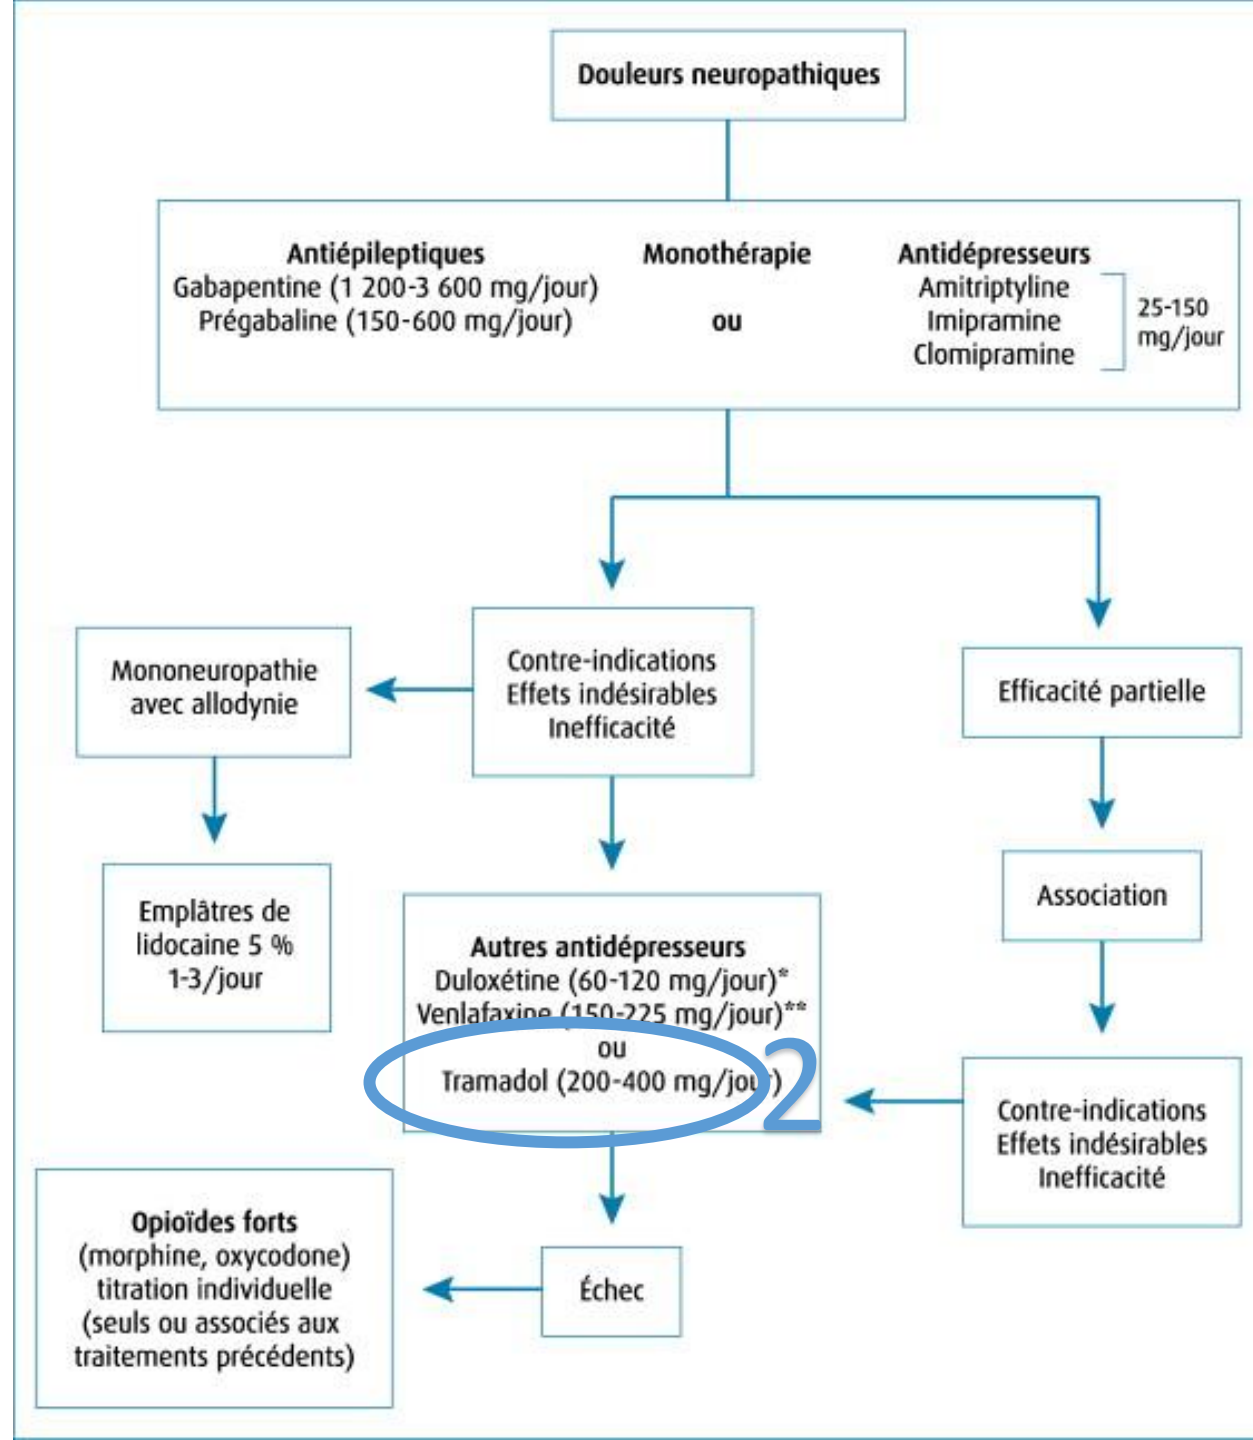 Douleurs neuropathiques
Antiépileptiques
Gabapentine (1 200-3 600 mg/jour)
Prégabaline (150-600 mg/jour)
Monothérapie
ou
Antidépresseurs
Amitriptyline
Imipramine
Clomipramine
25-150
mg/jour
Mononeuropathie
avec allodynie
Contre-indications
Effets indésirables
Inefficacité
Efficacité partielle
Emplâtres de
lidocaine 5 %
1-3/jour
Autres antidépresseurs
Duloxétine (60-120 mg/jour)*
Venlafaxine (150-225 mg/jour)**
ou
Tramadol (200-400 mg/jour)
2
Association
Contre-indications
Effets indésirables
Inefficacité
Opioïdes forts
(morphine, oxycodone)
titration individuelle
(seuls ou associés aux
traitements précédents)
Échec